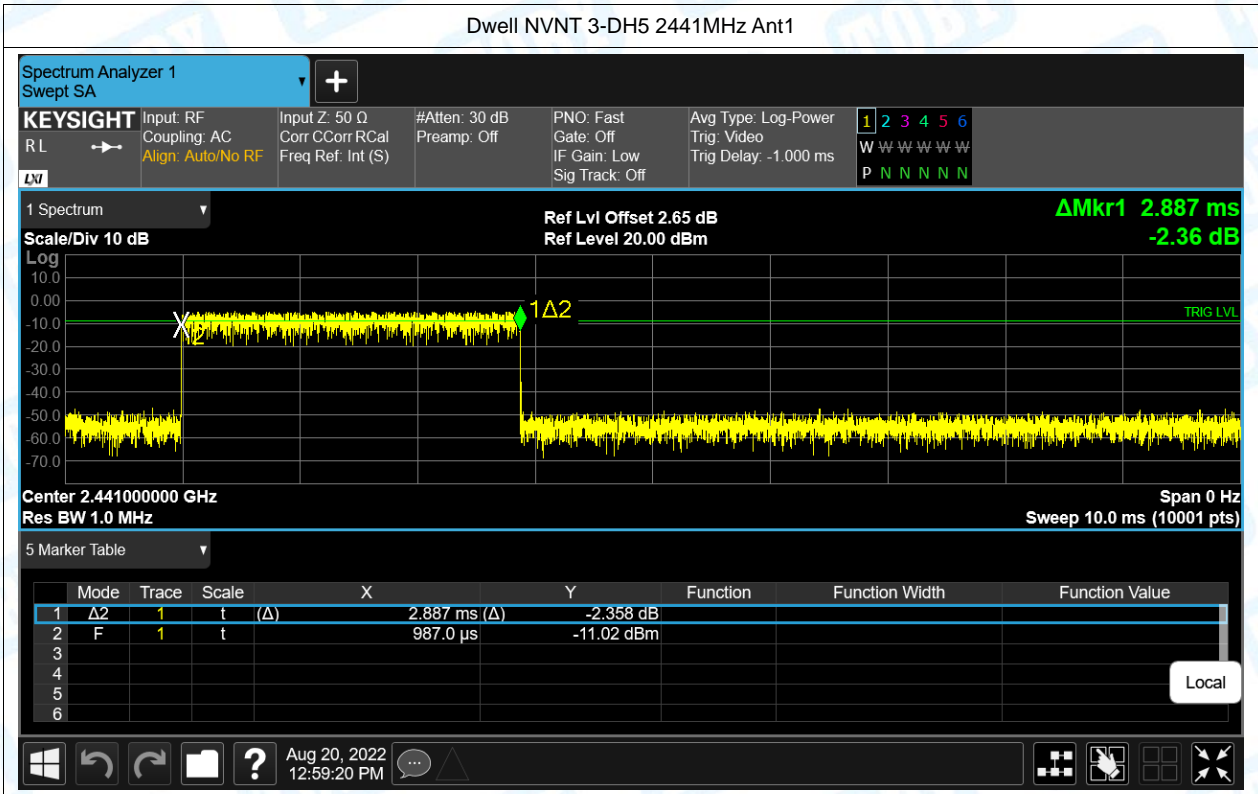 Dwell NVNT 3-DH5 2441MHz Ant1
Spectrum Analyzer 1
Swept SA
+
KEYSIGHT
R L
LXI
Input: RF
Coupling: AC
Align: Auto/No RF
Input Z: 50 Ω
Corr CCorr RCal
Freq Ref: Int (S)
#Atten: 30 dB
Preamp: Off
PNO: Fast
Gate: Off
IF Gain: Low
Sig Track: Off
Avg Type: Log-Power
Trig: Video
Trig Delay: -1.000 ms
1 2 3 4 5 6
W W W W W W
P N N N N N
1 Spectrum
Scale/Div 10 dB
Ref Lvl Offset 2.65 dB
Ref Level 20.00 dBm
ΔMkr1 2.887 ms
-2.36 dB
Log
10.0
0.00
-10.0
-20.0
-30.0
-40.0
-50.0
-60.0
-70.0
X
2
1Δ2
TRIG LVL
Center 2.441000000 GHz
Res BW 1.0 MHz
Span 0 Hz
Sweep 10.0 ms (10001 pts)
5 Marker Table
Mode Trace Scale X Y Function Function Width Function Value
1 Δ2 1 t (Δ) 2.887 ms (Δ) -2.358 dB
2 F 1 t 987.0 µs -11.02 dBm
3
4
5
6
Local
?
Aug 20, 2022
12:59:20 PM